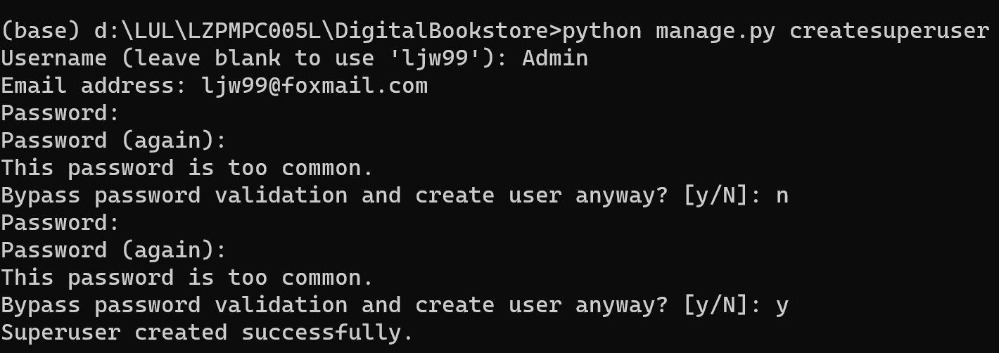 (base) d:\LUL\LZPMPC005L\DigitalBookstore>python manage.py createsuperuser
Username (leave blank to use 'ljw99'): Admin
Email address: ljw99@foxmail.com
Password:
Password (again):
This password is too common.
Bypass password validation and create user anyway? [y/N]: n
Password:
Password (again):
This password is too common.
Bypass password validation and create user anyway? [y/N]: y
Superuser created successfully.